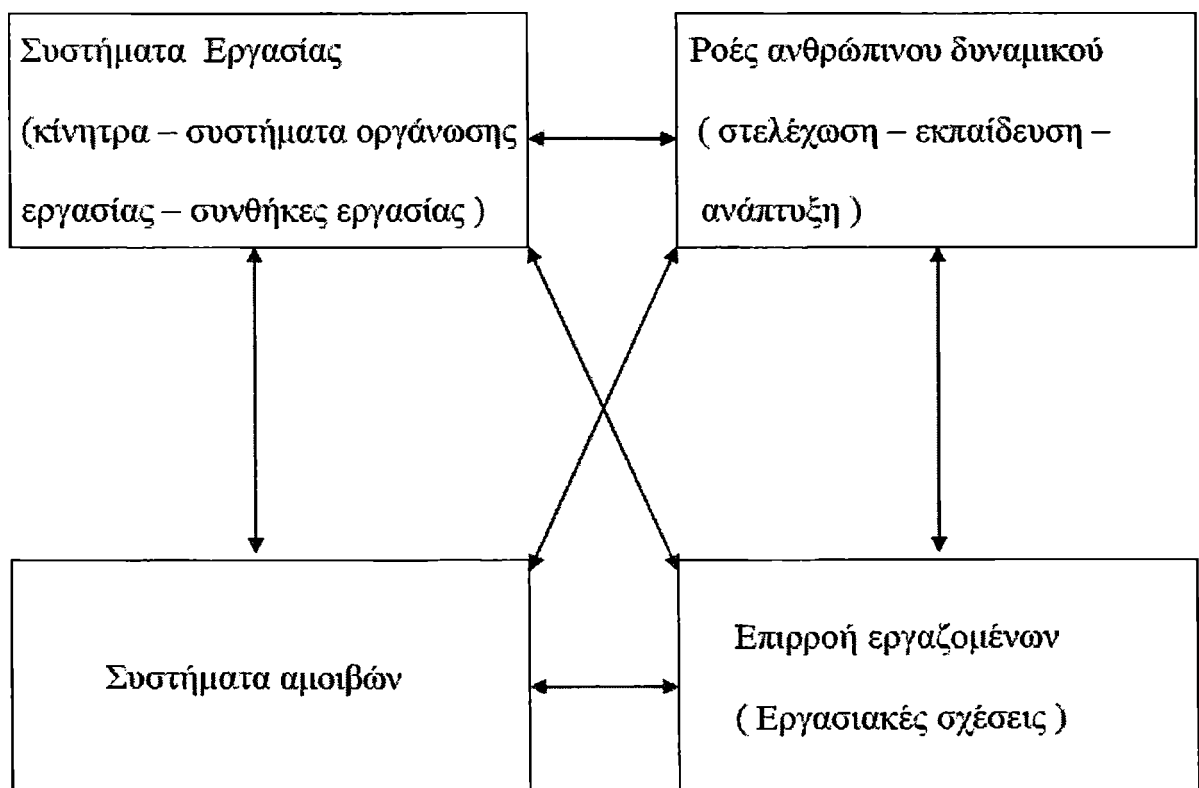 Συστήματα Εργασίας
(κίνητρα – συστήματα οργάνωσης
εργασίας – συνθήκες εργασίας )
Ροές ανθρώπινου δυναμικού
( στελέχωση – εκπαίδευση –
ανάπτυξη )
Συστήματα αμοιβών
Επιρροή εργαζομένων
( Εργασιακές σχέσεις )